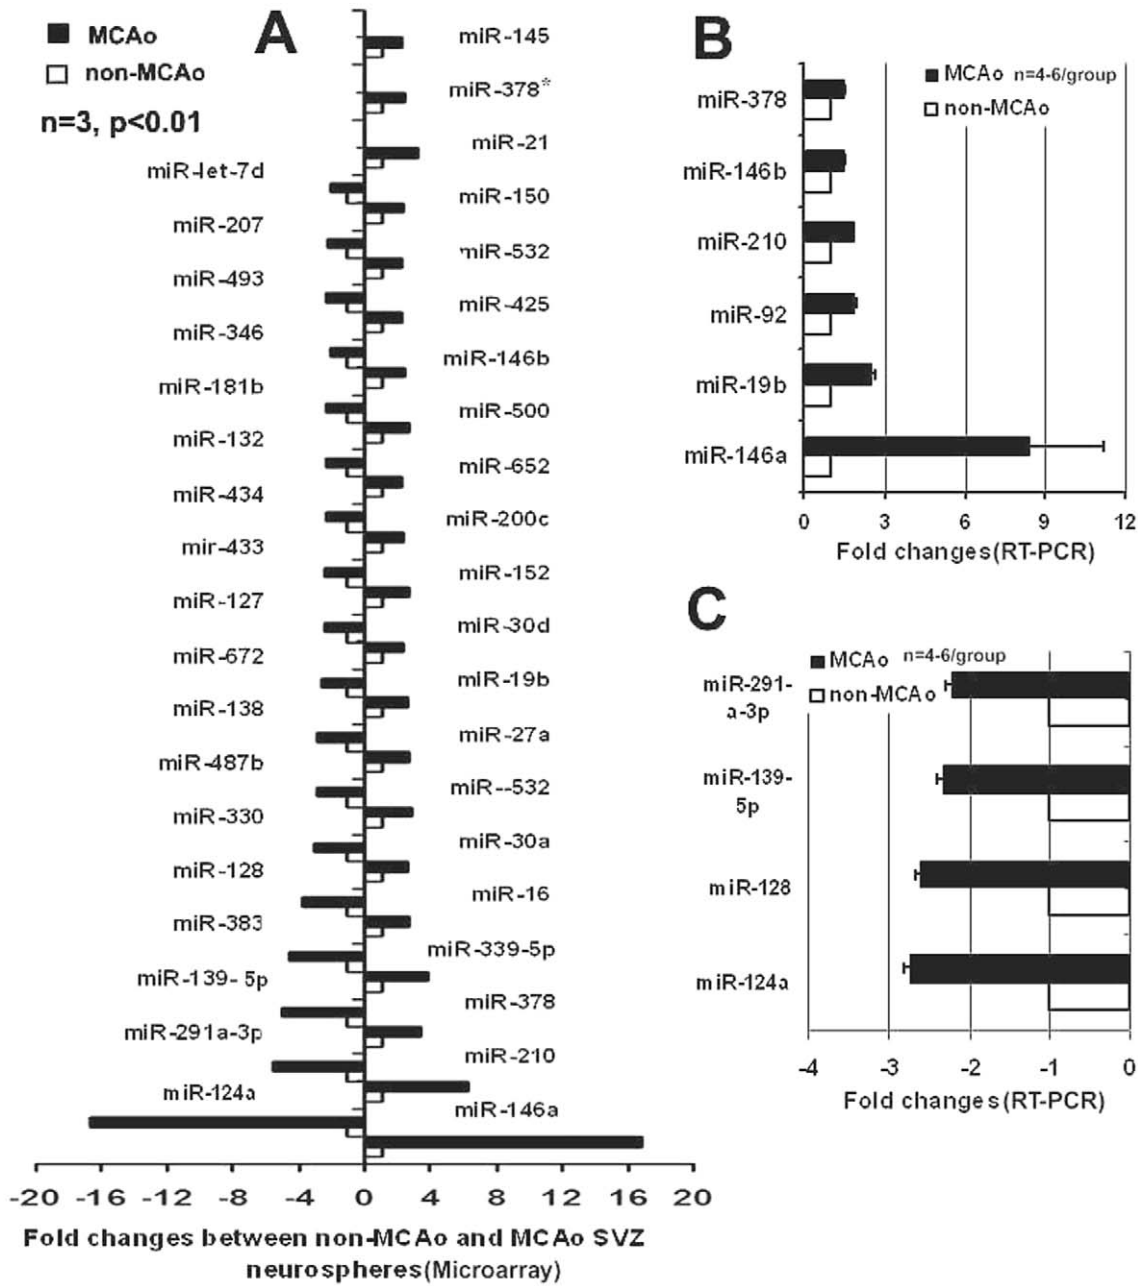 A
MCAo
non-MCAo
n=3, p<0.01
miR-145
miR-378*
miR-21
miR-let-7d
miR-150
miR-207
miR-532
miR-493
miR-425
miR-346
miR-146b
miR-181b
miR-500
miR-132
miR-652
miR-434
miR-200c
mir-433
miR-152
miR-127
miR-30d
miR-672
miR-19b
miR-138
miR-27a
miR-487b
miR--532
miR-330
miR-30a
miR-128
miR-16
miR-383
miR-339-5p
miR-139-5p
miR-378
miR-291a-3p
miR-210
miR-124a
miR-146a
-20 -16 -12 -8 -4 0 4 8 12 16 20
Fold changes between non-MCAo and MCAo SVZ
neurospheres(Microarray)
B
MCAo n=4-6/group
non-MCAo
miR-378
miR-146b
miR-210
miR-92
miR-19b
miR-146a
0 3 6 9 12
Fold changes(RT-PCR)
C
MCAo n=4-6/group
non-MCAo
miR-291-
a-3p
miR-139-
5p
miR-128
miR-124a
-4 -3 -2 -1 0
Fold changes(RT-PCR)